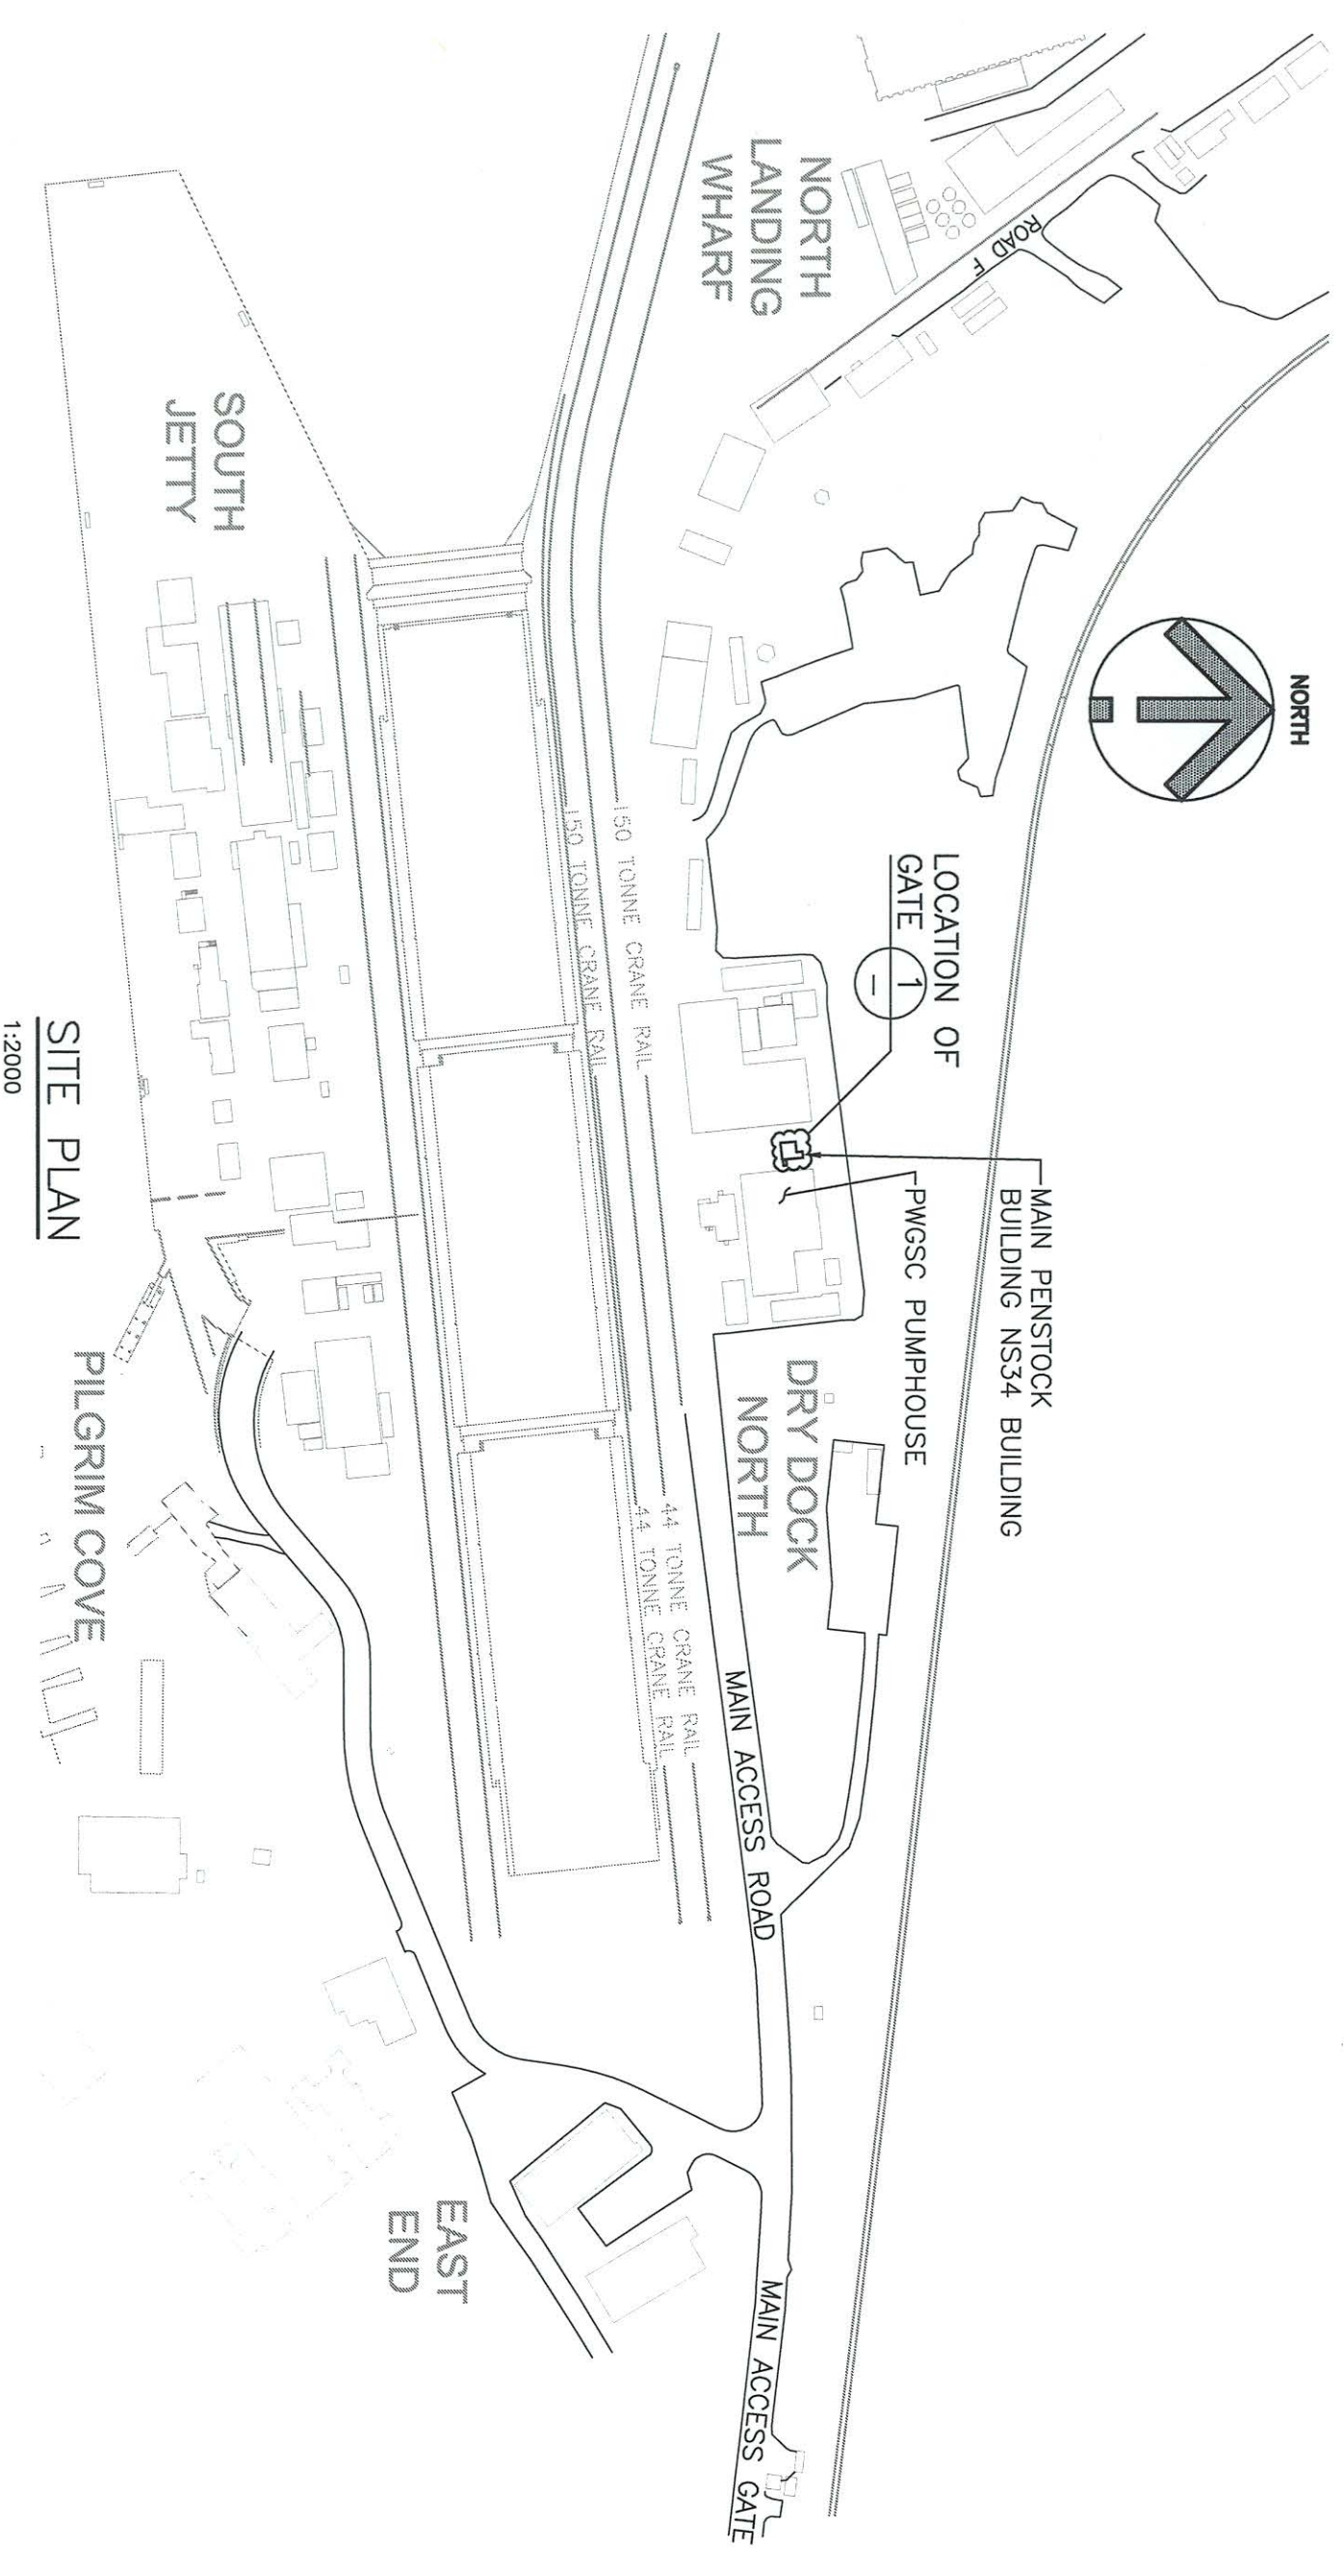 NORTH
NORTH
LANDING
WHARF
ROAD F
SOUTH
JETTY
LOCATION OF
GATE
1
-
MAIN PENSTOCK
BUILDING NS34 BUILDING
PWGSC PUMPHOUSE
150 TONNE CRANE RAIL
150 TONNE CRANE RAIL
DRY DOCK
NORTH
44 TONNE CRANE RAIL
44 TONNE CRANE RAIL
MAIN ACCESS ROAD
MAIN ACCESS GATE
EAST
END
PILGRIM COVE
SITE PLAN
1:2000